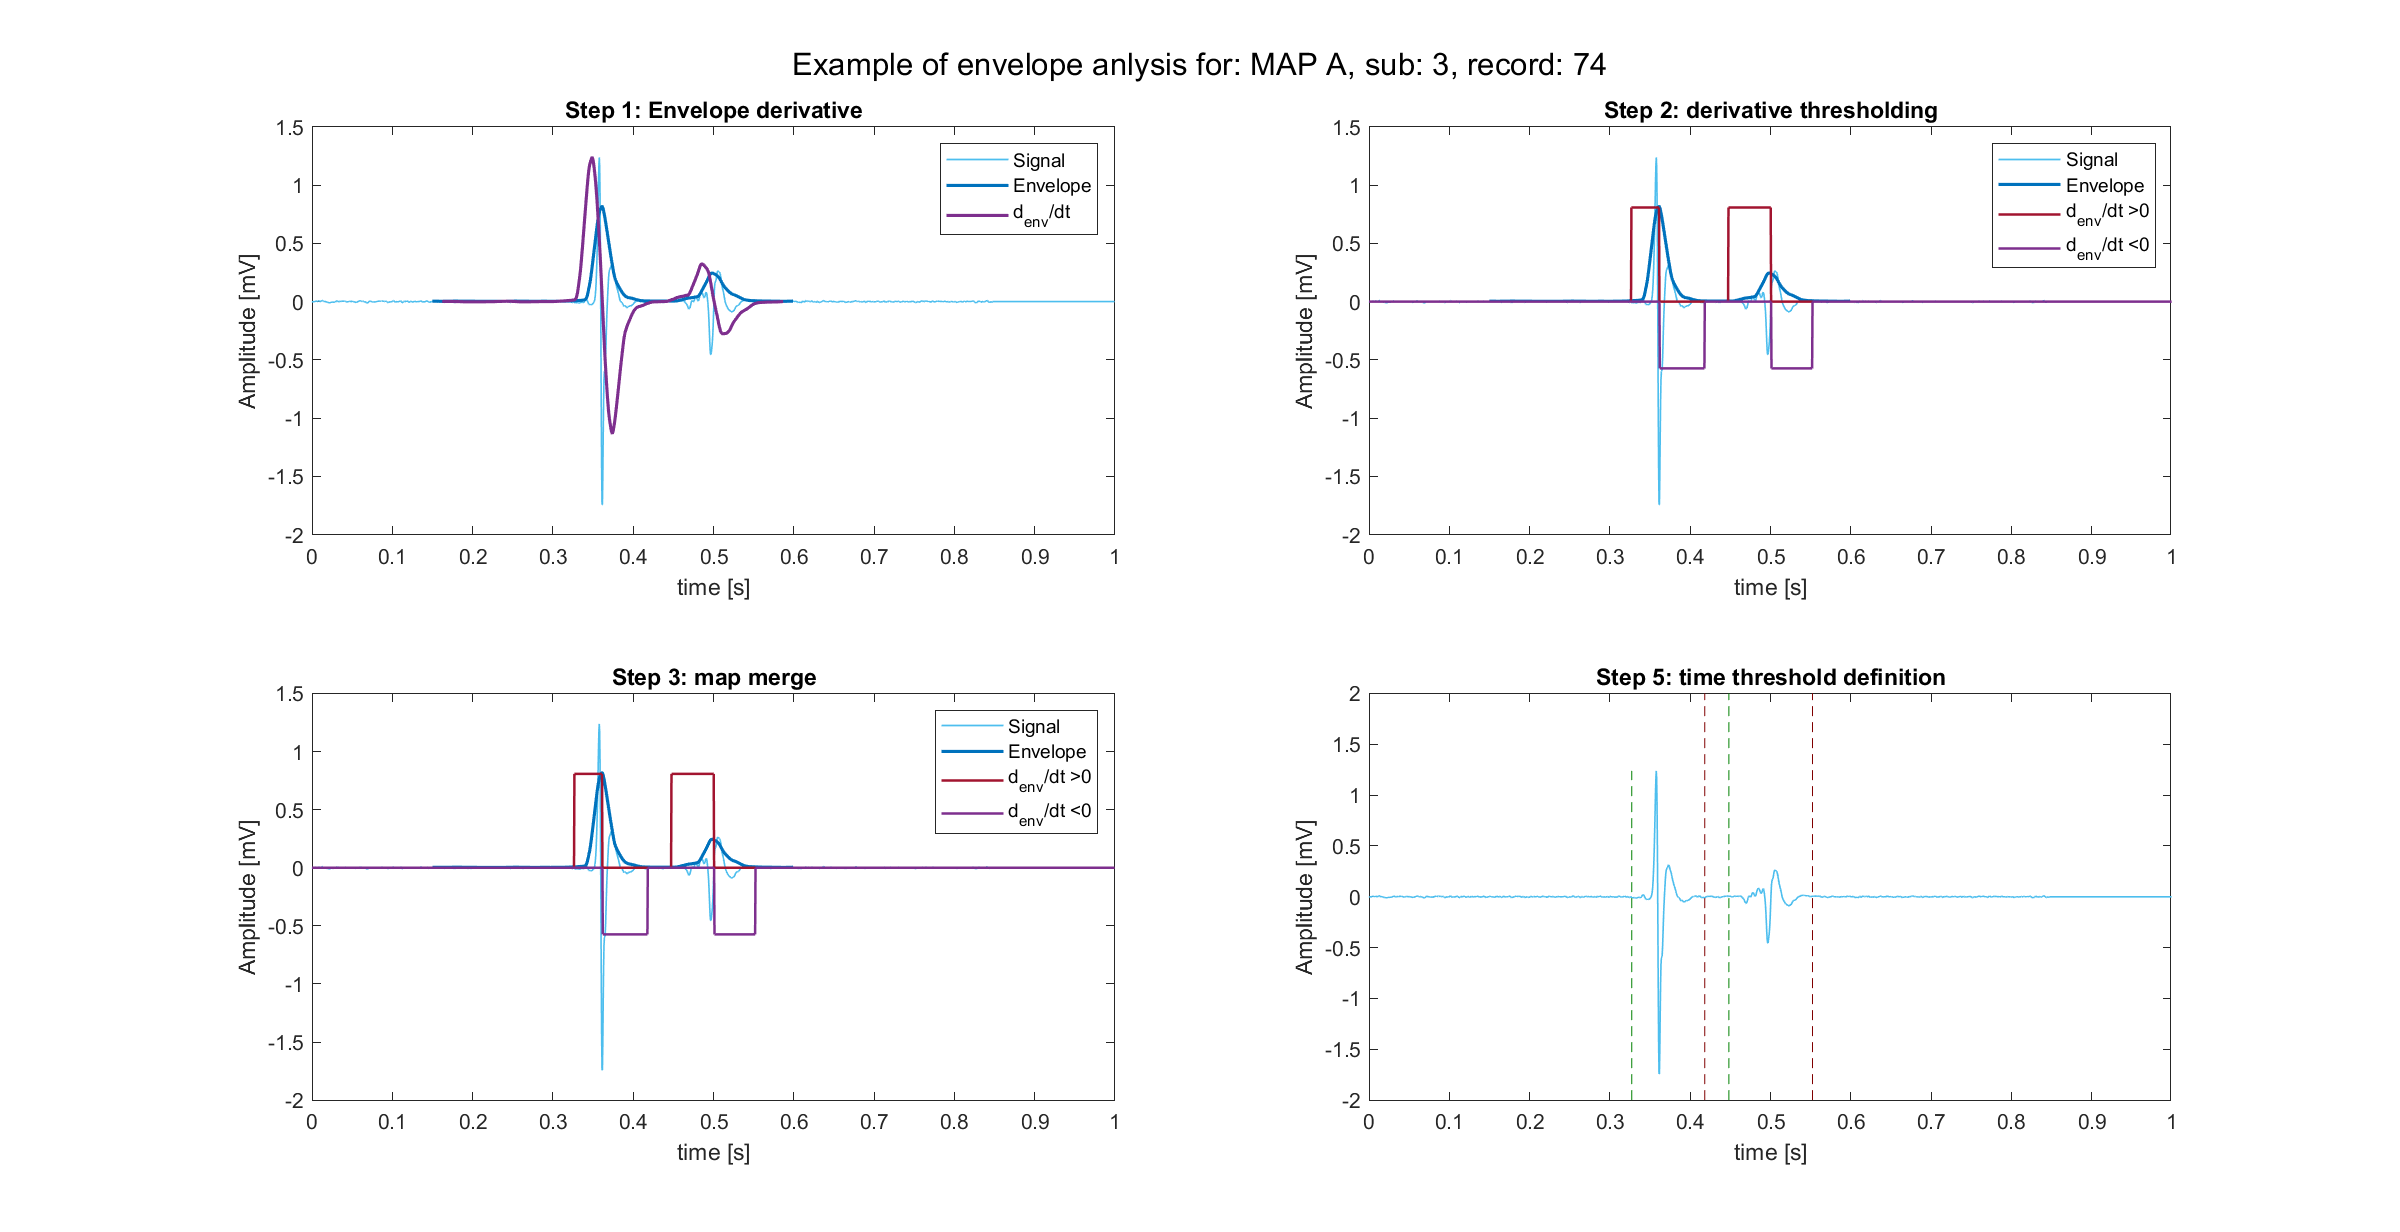 Example of envelope anlysis for: MAP A, sub: 3, record: 74
Step 1: Envelope derivative
1.5
1
0.5
0
-0.5
-1
-1.5
-2
Amplitude [mV]
0 0.1 0.2 0.3 0.4 0.5 0.6 0.7 0.8 0.9 1
time [s]
Signal
Envelope
d_env/dt
Step 2: derivative thresholding
1.5
1
0.5
0
-0.5
-1
-1.5
-2
Amplitude [mV]
0 0.1 0.2 0.3 0.4 0.5 0.6 0.7 0.8 0.9 1
time [s]
Signal
Envelope
d_env/dt >0
d_env/dt <0
Step 3: map merge
1.5
1
0.5
0
-0.5
-1
-1.5
-2
Amplitude [mV]
0 0.1 0.2 0.3 0.4 0.5 0.6 0.7 0.8 0.9 1
time [s]
Signal
Envelope
d_env/dt >0
d_env/dt <0
Step 5: time threshold definition
2
1.5
1
0.5
0
-0.5
-1
-1.5
-2
Amplitude [mV]
0 0.1 0.2 0.3 0.4 0.5 0.6 0.7 0.8 0.9 1
time [s]